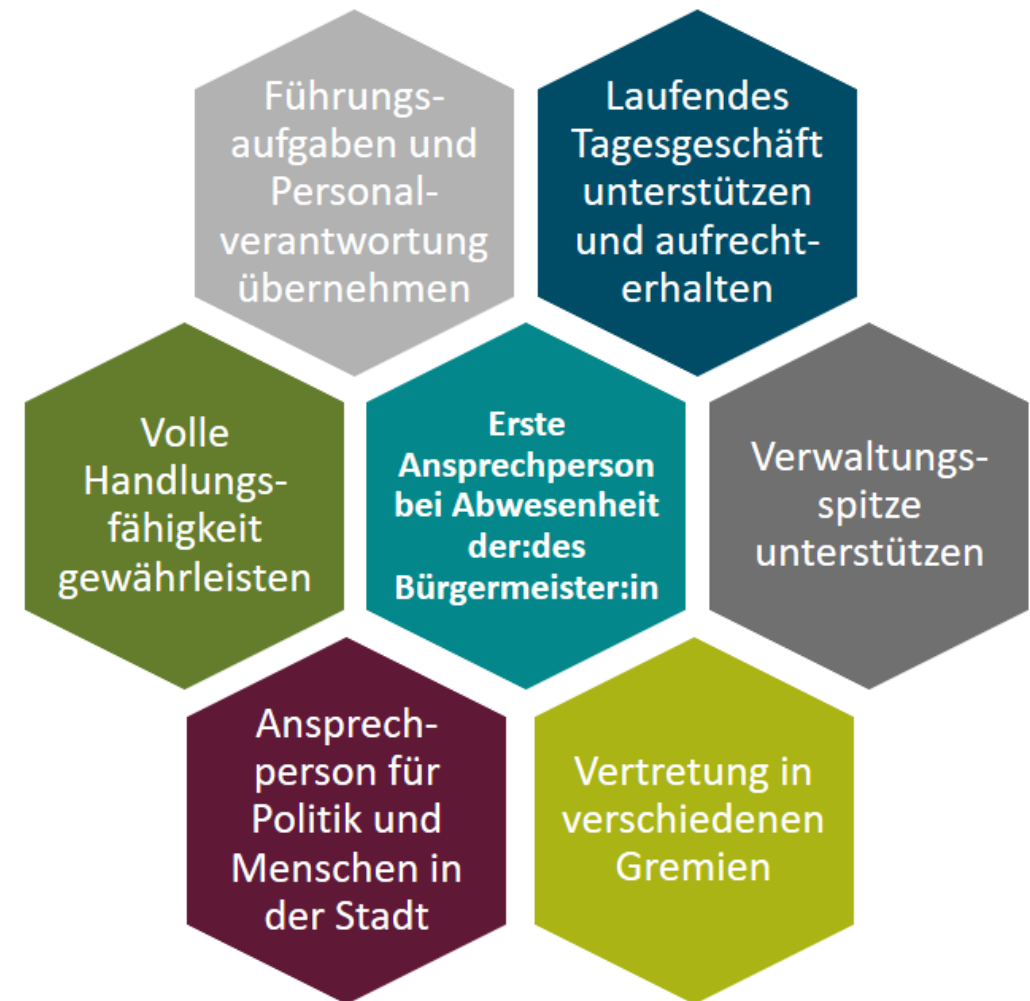 Führungs-
aufgaben und
Personal-
verantwortung
übernehmen
Laufendes
Tagesgeschäft
unterstützen
und aufrecht-
erhalten
Volle
Handlungs-
fähigkeit
gewährleisten
Erste
Ansprechperson
bei Abwesenheit
der:des
Bürgermeister:in
Verwaltungs-
spitze
unterstützen
Ansprech-
person für
Politik und
Menschen in
der Stadt
Vertretung in
verschiedenen
Gremien